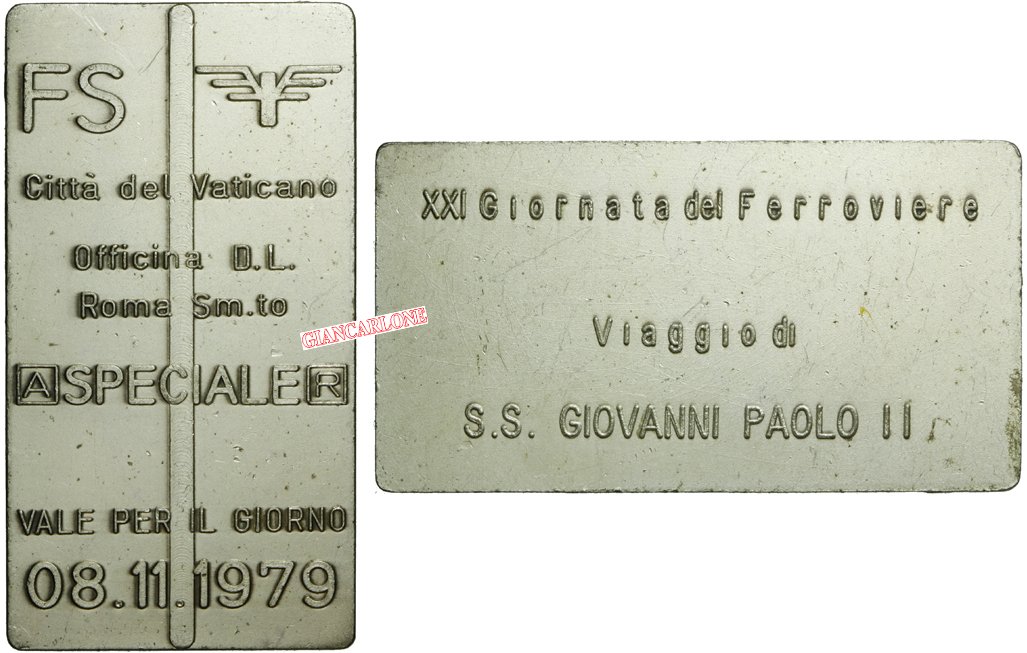 FS
Città del Vaticano
Officina D.L.
Roma Sm.to
A SPECIALE R
VALE PER IL GIORNO
08.11.1979
GIANCARLONE
XXI Giornata del Ferroviere
Viaggio di
S.S. GIOVANNI PAOLO II